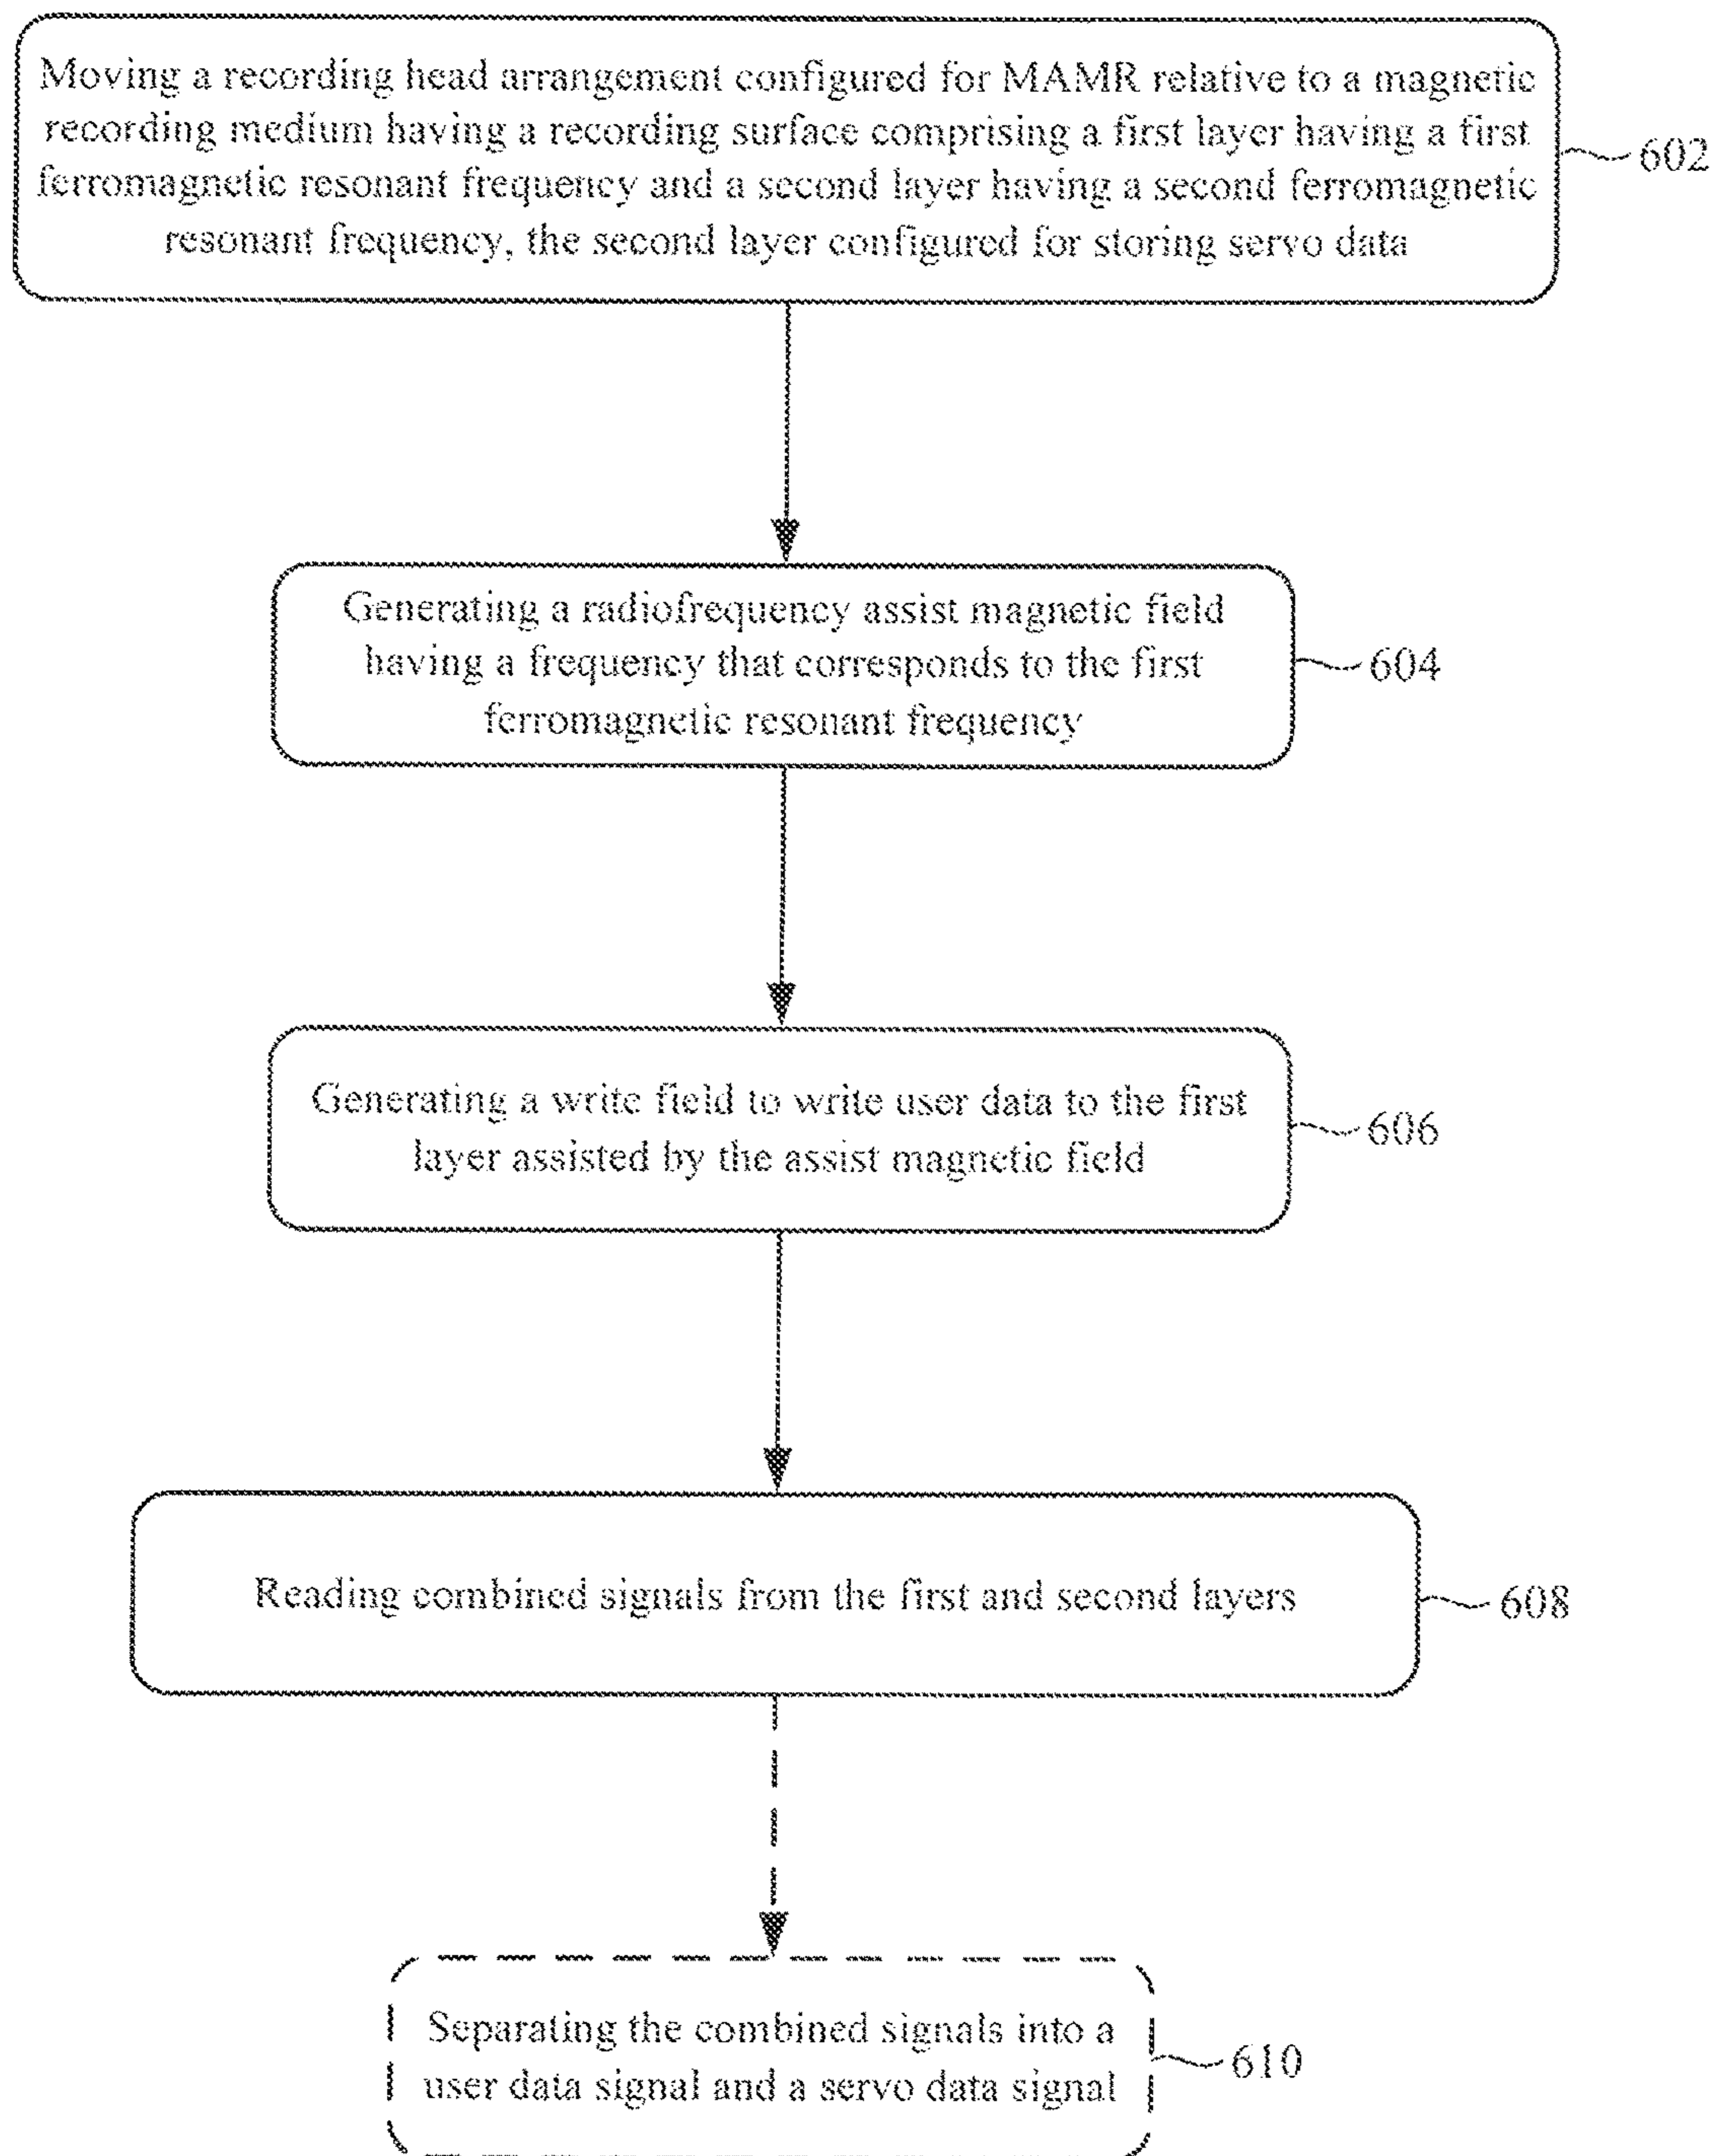 Moving a recording head arrangement configured for MAMR relative to a magnetic
recording medium having a recording surface comprising a first layer having a first
ferromagnetic resonant frequency and a second layer having a second ferromagnetic
resonant frequency, the second layer configured for storing servo data
602
Generating a radiofrequency assist magnetic field
having a frequency that corresponds to the first
ferromagnetic resonant frequency
604
Generating a write field to write user data to the first
layer assisted by the assist magnetic field
606
Reading combined signals from the first and second layers
608
Separating the combined signals into a
user data signal and a servo data signal
610